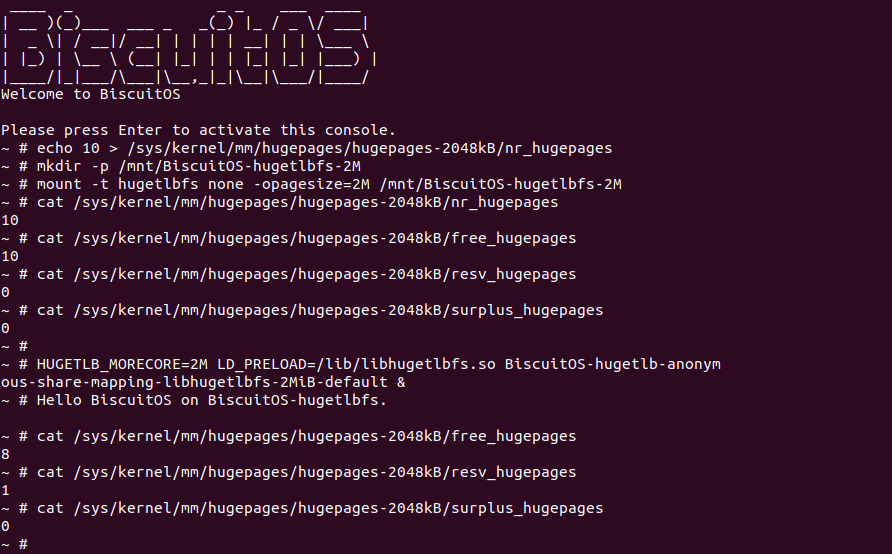 ____  _                _ _    ___  ____
| __ )(_)___  ___ _   _(_) |_ / _ \/ ___|
|  _ \| / __|/ __| | | | | __| | | \___ \
| |_) | \__ \ (__| |_| | | |_| |_| |___) |
|____/|_|___/\___|\__,_|_|\__|\___/|____/
Welcome to BiscuitOS
Please press Enter to activate this console.
~ # echo 10 > /sys/kernel/mm/hugepages/hugepages-2048kB/nr_hugepages
~ # mkdir -p /mnt/BiscuitOS-hugetlbfs-2M
~ # mount -t hugetlbfs none -opagesize=2M /mnt/BiscuitOS-hugetlbfs-2M
~ # cat /sys/kernel/mm/hugepages/hugepages-2048kB/nr_hugepages
10
~ # cat /sys/kernel/mm/hugepages/hugepages-2048kB/free_hugepages
10
~ # cat /sys/kernel/mm/hugepages/hugepages-2048kB/resv_hugepages
0
~ # cat /sys/kernel/mm/hugepages/hugepages-2048kB/surplus_hugepages
0
~ #
~ # HUGETLB_MORECORE=2M LD_PRELOAD=/lib/libhugetlbfs.so BiscuitOS-hugetlb-anonym
ous-share-mapping-libhugetlbfs-2MiB-default &
~ # Hello BiscuitOS on BiscuitOS-hugetlbfs.
~ # cat /sys/kernel/mm/hugepages/hugepages-2048kB/free_hugepages
8
~ # cat /sys/kernel/mm/hugepages/hugepages-2048kB/resv_hugepages
1
~ # cat /sys/kernel/mm/hugepages/hugepages-2048kB/surplus_hugepages
0
~ #